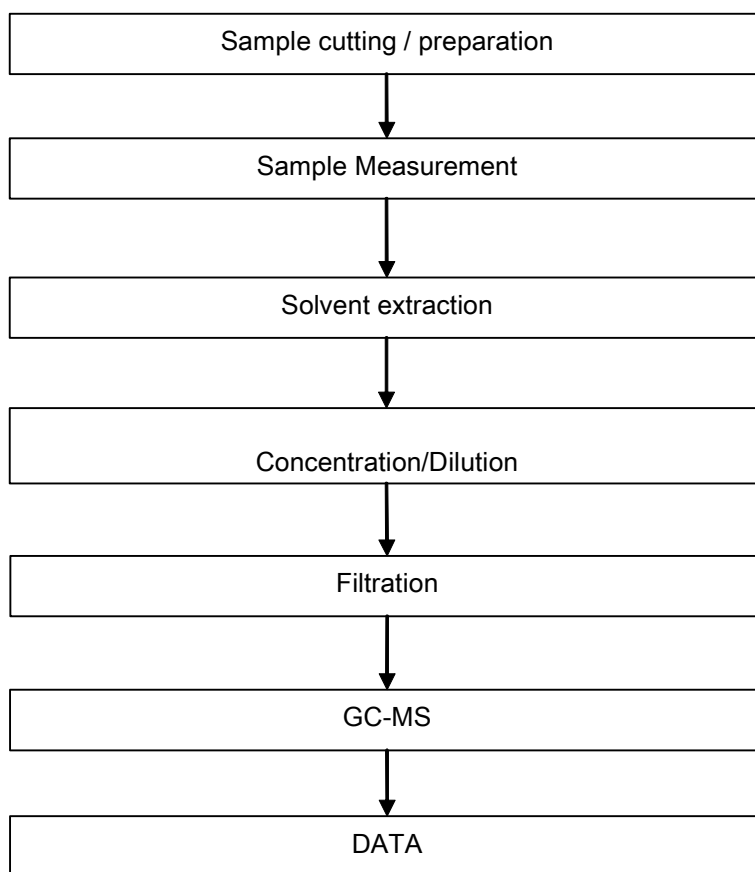 Sample cutting / preparation
Sample Measurement
Solvent extraction
Concentration/Dilution
Filtration
GC-MS
DATA